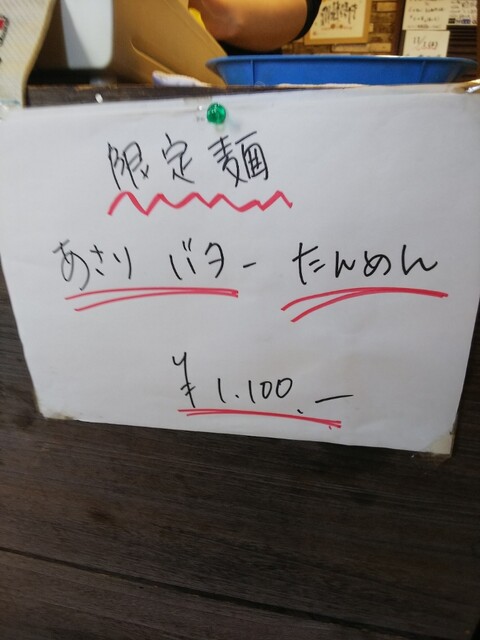 限定麺
あさり バター たんめん
¥1.100.-